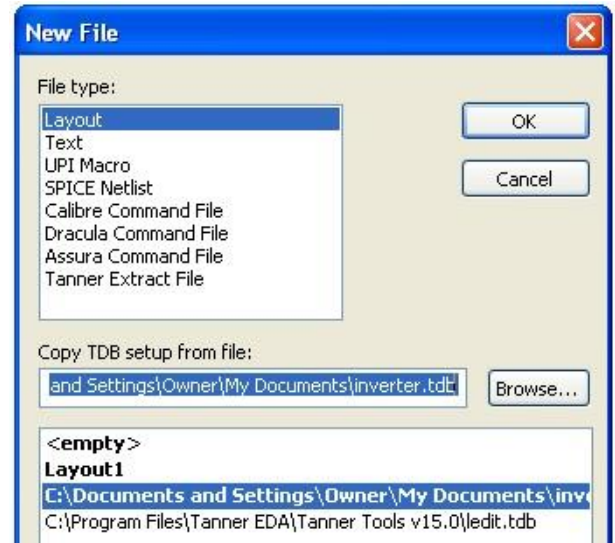 New File
File type:
Layout
Text
UPI Macro
SPICE Netlist
Calibre Command File
Dracula Command File
Assura Command File
Tanner Extract File
OK
Cancel
Copy TDB setup from file:
and Settings\Owner\My Documents\inverter.tdb
Browse...
<empty>
Layout1
C:\Documents and Settings\Owner\My Documents\inve
C:\Program Files\Tanner EDA\Tanner Tools v15.0\ledit.tdb